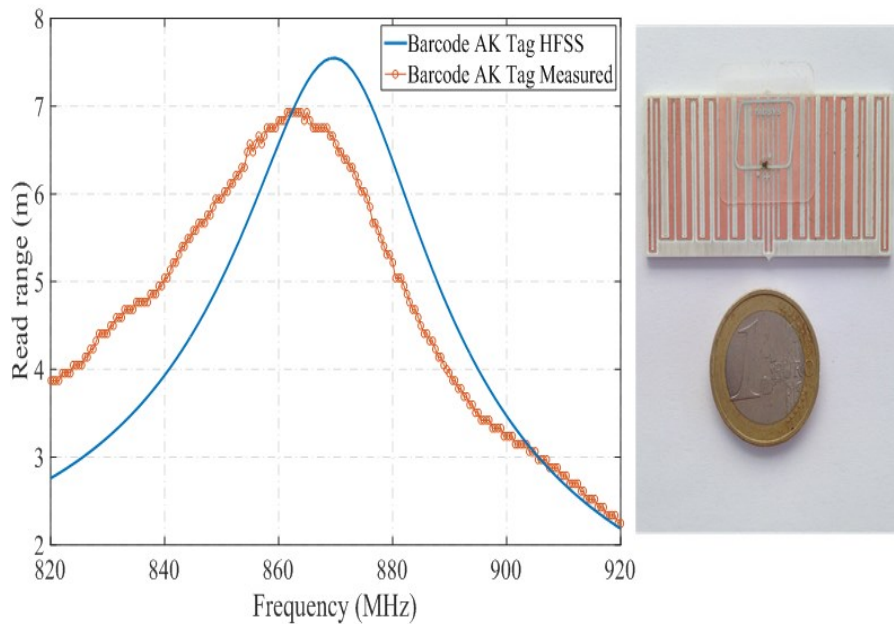 8
7
6
5
4
3
2
Read range (m)
Barcode AK Tag HFSS
Barcode AK Tag Measured
820
840
860
880
900
920
Frequency (MHz)
1
EURO